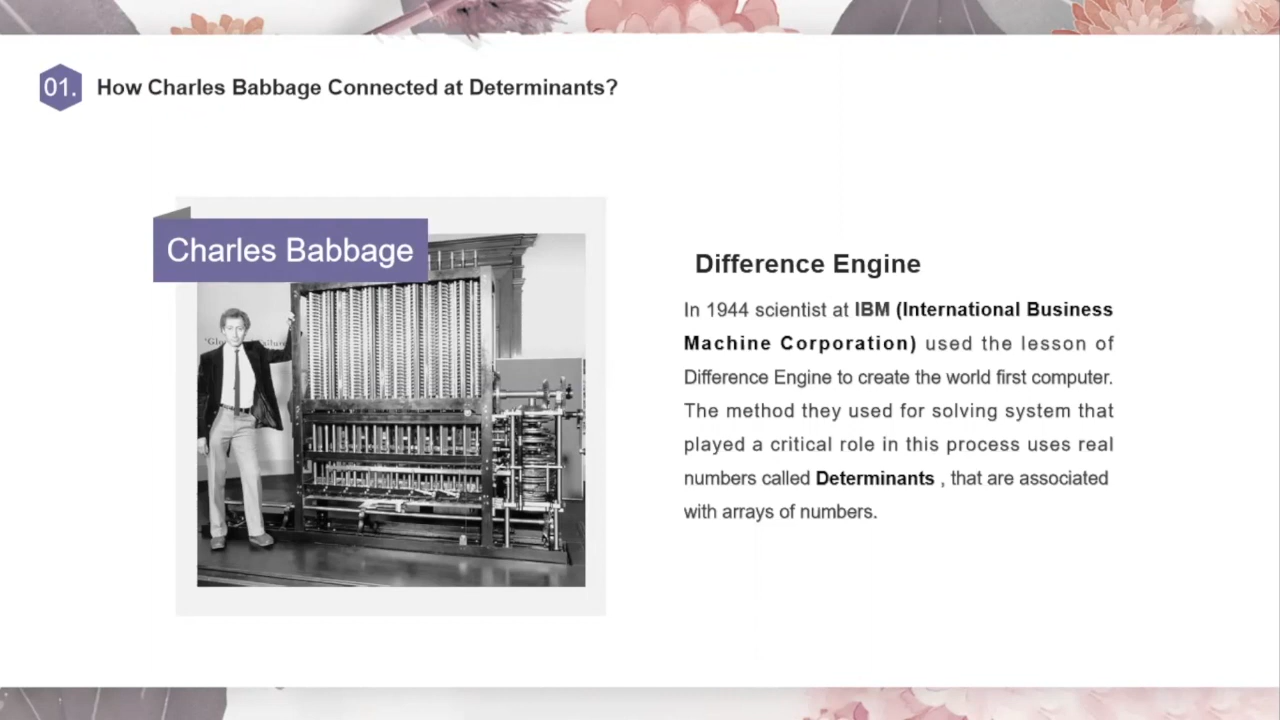 01.
How Charles Babbage Connected at Determinants?
Charles Babbage
Difference Engine
In 1944 scientist at IBM (International Business
Machine Corporation) used the lesson of
Difference Engine to create the world first computer.
The method they used for solving system that
played a critical role in this process uses real
numbers called Determinants , that are associated
with arrays of numbers.